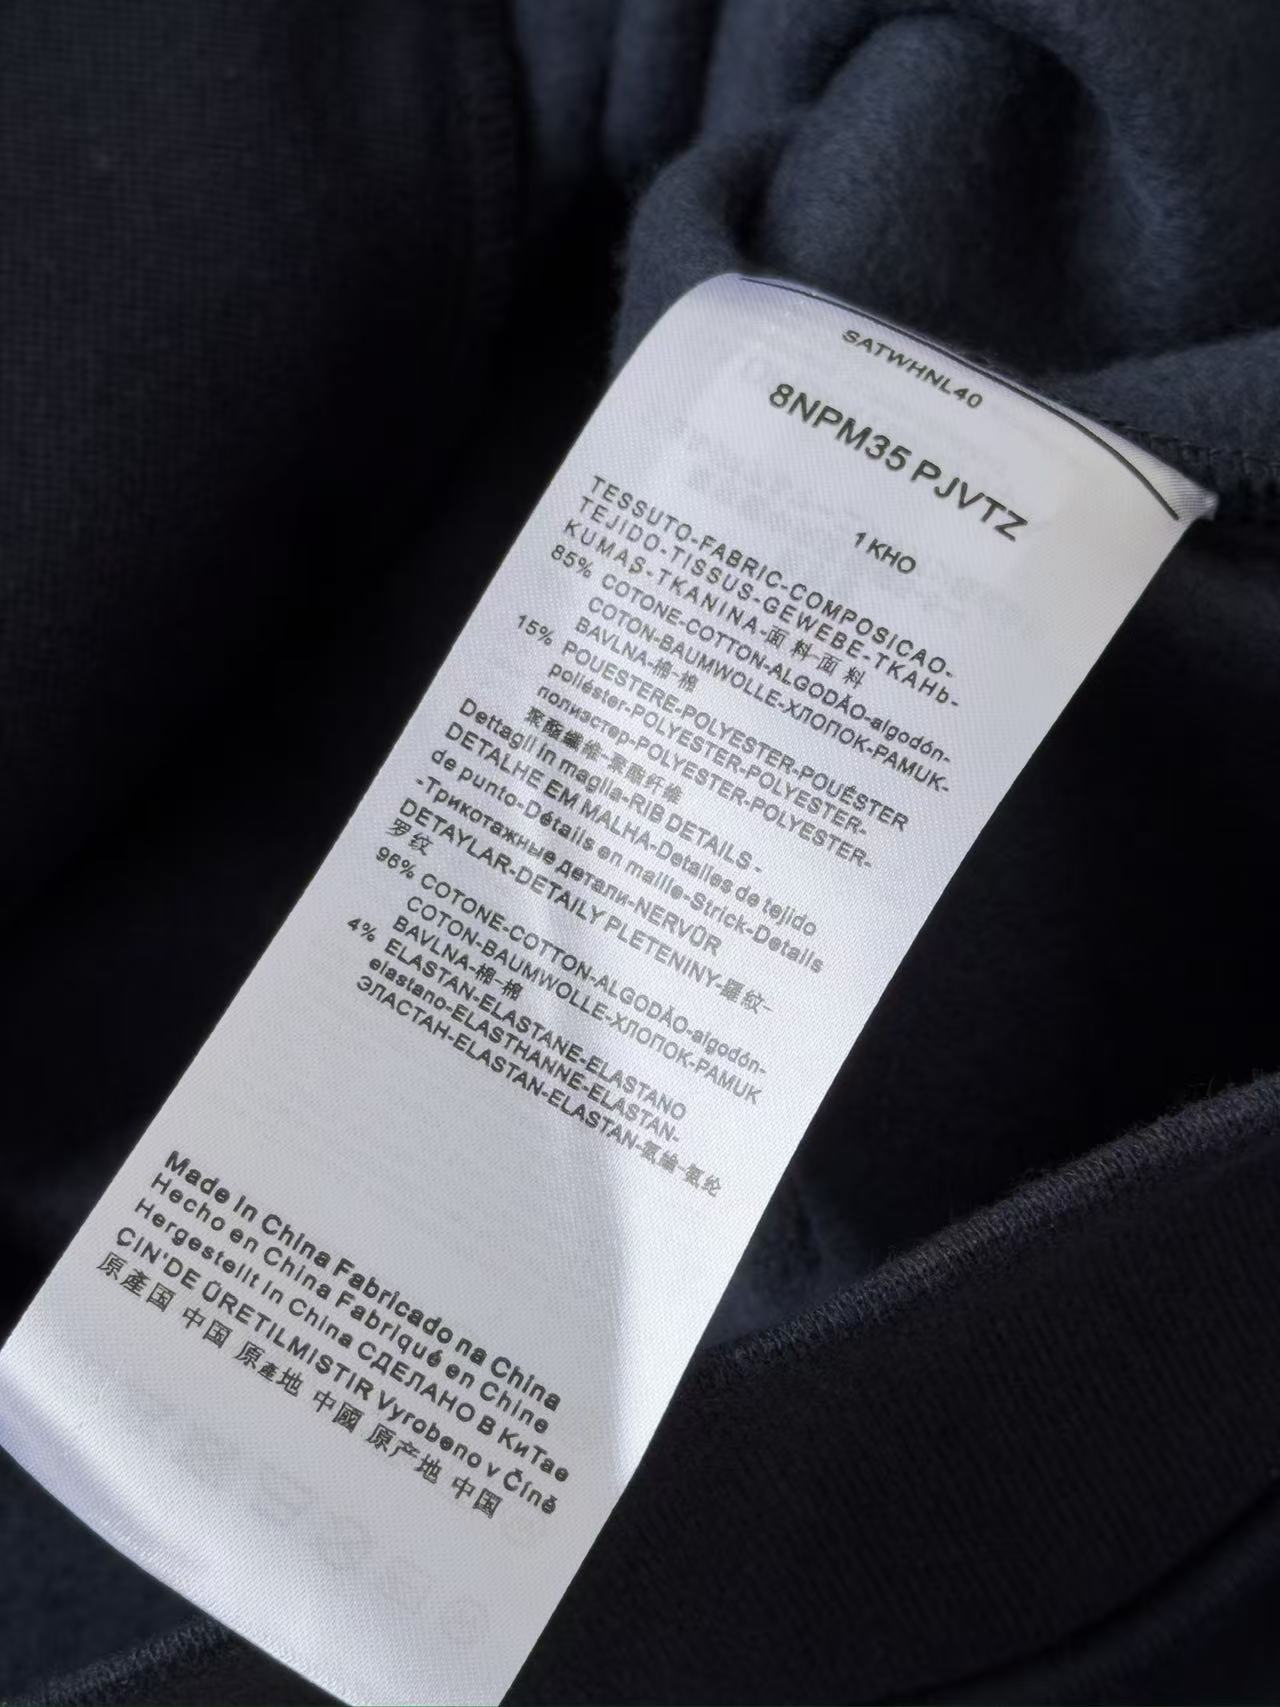 SATWHNL40
8NPM35 PJVTZ
1 KHO
TESSUTO-FABRIC-COMPOSICAO-
TEJIDO-TISSUS-GEWEBE-TKAHЬ-
KUMAŞ-TKANINA-面料-面料
85% COTONE-COTTON-ALGODÃO-algodón-
COTON-BAUMWOLLE-ХЛОПОК-PAMUK-
BAVLNA-棉-棉
15% POUESTERE-POLYESTER-POUÉSTER
poliéster-POLYESTER-POLYESTER-
полиэстер-POLYESTER-POLYESTER-
聚酯纖維-聚酯纤维
Dettagli in maglia-RIB DETAILS -
DETALHE EM MALHA-Detalles de tejido
de punto-Détails en maille-Strick-Details
-Трикотажные детали-NERVÜR
DETAYLAR-DETAILY PLETENINY-羅紋-
罗纹
96% COTONE-COTTON-ALGODÃO-algodón-
COTON-BAUMWOLLE-ХЛОПОК-PAMUK
BAVLNA-棉-棉
4% ELASTAN-ELASTANE-ELASTANO
elastano-ELASTHANNE-ELASTAN-
ЭЛАСТАН-ELASTAN-ELASTAN-氨綸-氨纶
Made In China Fabricado na China
Hecho en China Fabriqué en Chine
Hergestellt in China СДЕЛАНО В КиТае
ÇIN'DE ÜRETILMISTIR Vyrobeno v Číně
原產国 中国 原產地 中國 原产地 中国